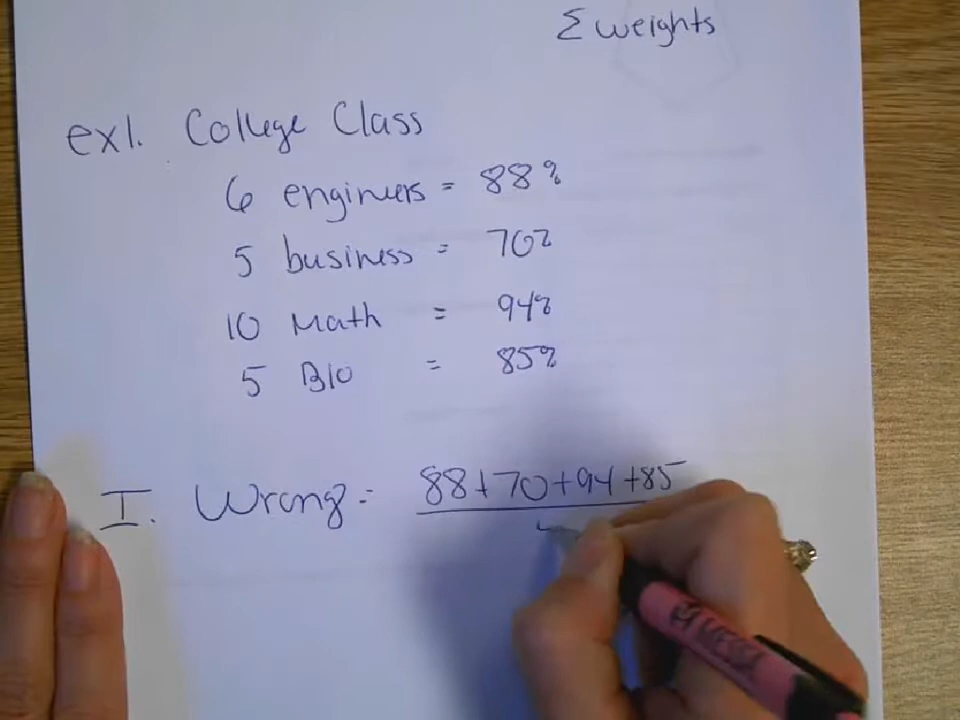 Σ weights
ex1. College Class
6 engineers = 88%
5 business = 70%
10 Math = 94%
5 Bio = 85%
I. Wrong = 88+70+94+85